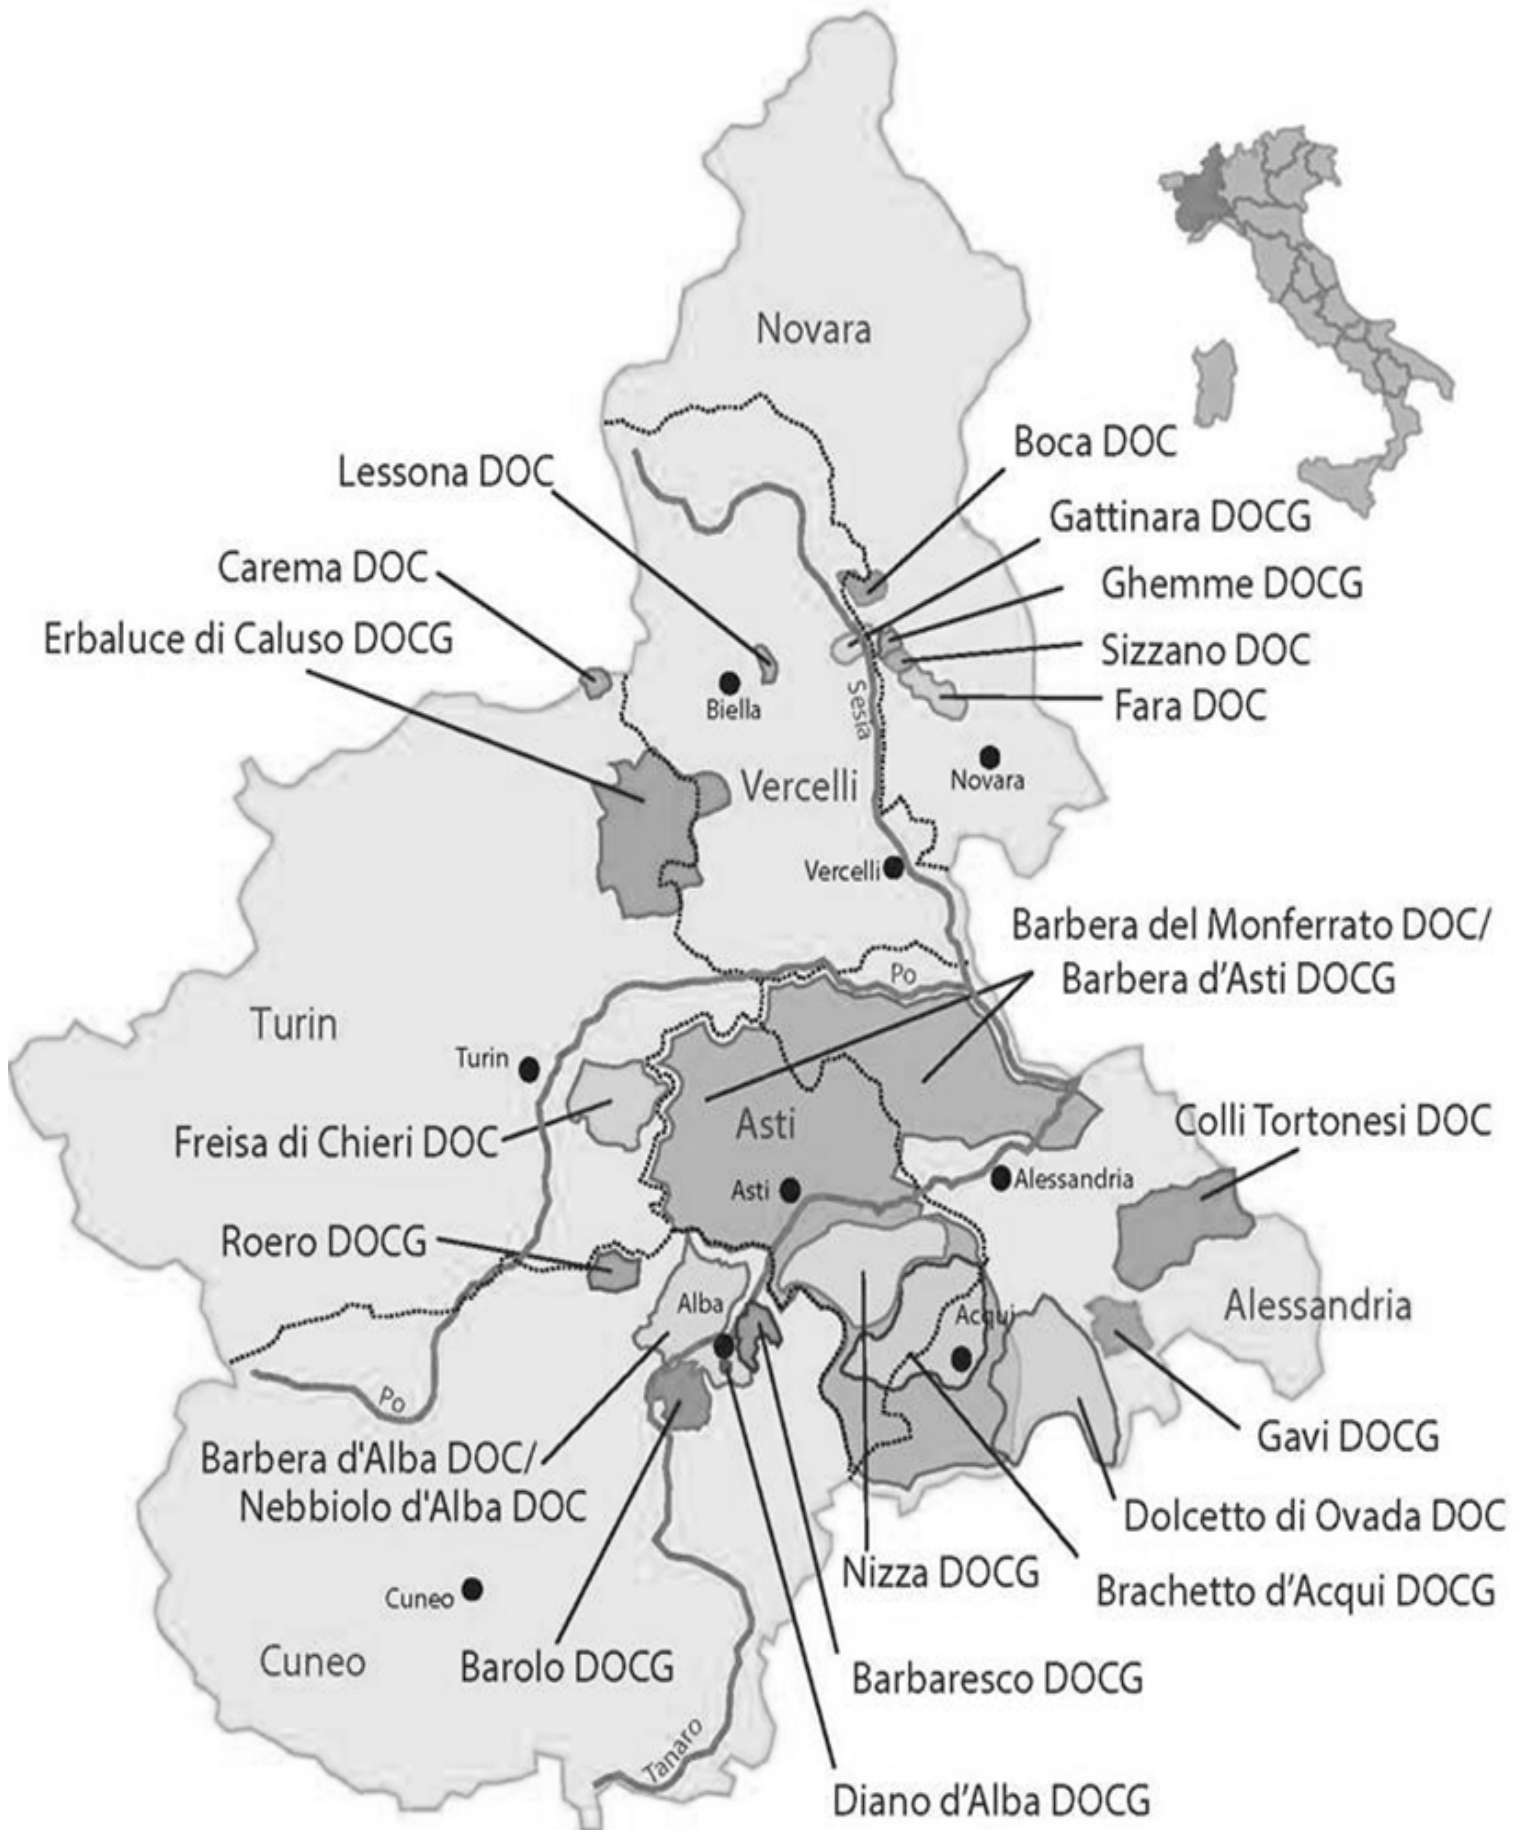 Novara
Boca DOC
Lessona DOC
Gattinara DOCG
Carema DOC
Ghemme DOCG
Erbaluce di Caluso DOCG
Sizzano DOC
Fara DOC
Sesia
Biella
Novara
Vercelli
Vercelli
Barbera del Monferrato DOC/
Barbera d'Asti DOCG
Po
Turin
Turin
Asti
Colli Tortonesi DOC
Freisa di Chieri DOC
Asti
Alessandria
Roero DOCG
Alba
Acqui
Alessandria
Po
Gavi DOCG
Barbera d'Alba DOC/
Nebbiolo d'Alba DOC
Dolcetto di Ovada DOC
Nizza DOCG
Brachetto d'Acqui DOCG
Cuneo
Cuneo
Barolo DOCG
Barbaresco DOCG
Tanaro
Diano d'Alba DOCG